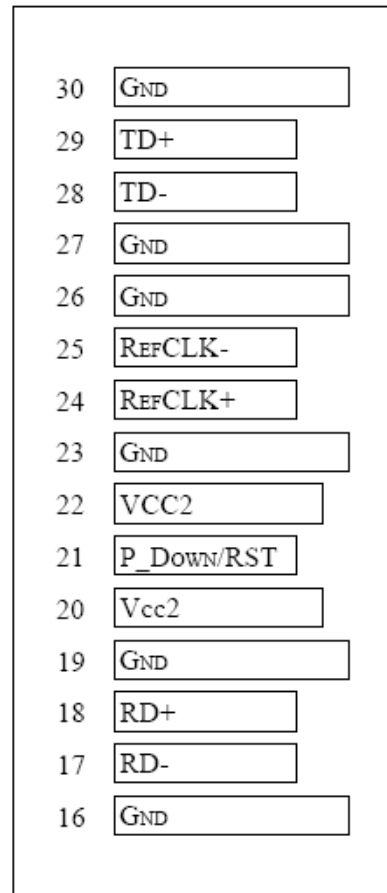 30 GND
29 TD+
28 TD-
27 GND
26 GND
25 REFCLK-
24 REFCLK+
23 GND
22 VCC2
21 P_DOWN/RST
20 Vcc2
19 GND
18 RD+
17 RD-
16 GND